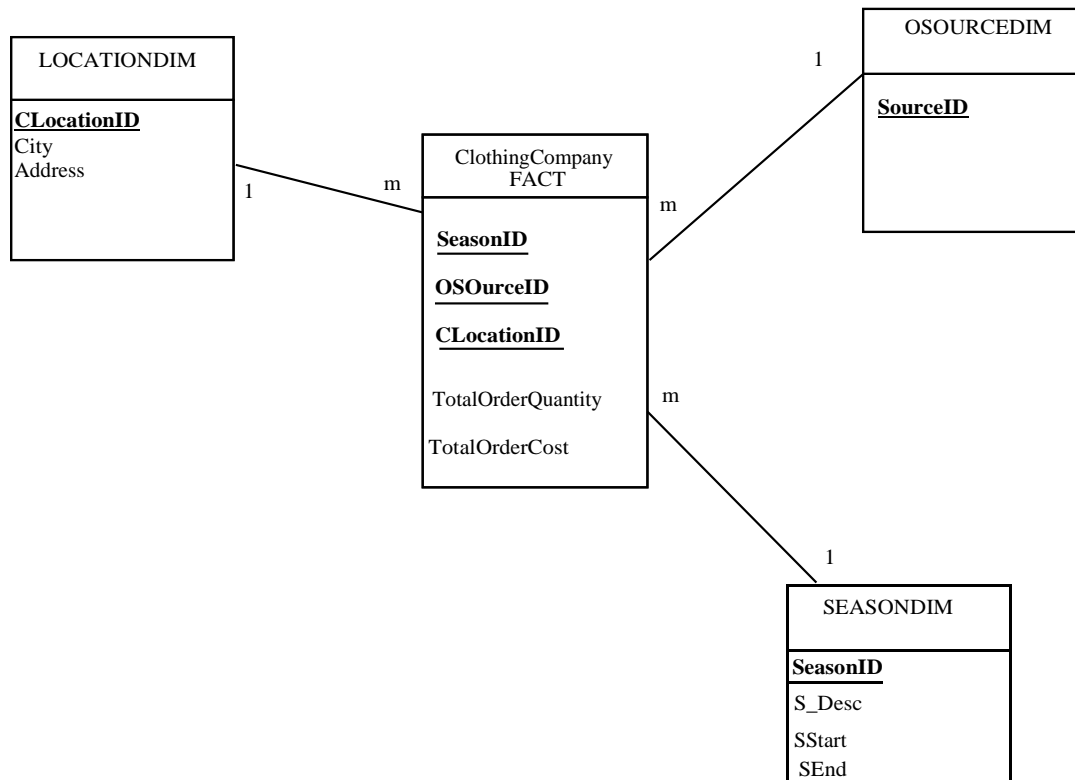 LOCATIONDIM
CLocationID
City
Address
1
m
ClothingCompany
FACT
SeasonID
OSOurceID
CLocationID
TotalOrderQuantity
TotalOrderCost
OSOURCEDIM
SourceID
1
m
m
1
SEASONDIM
SeasonID
S_Desc
SStart
SEnd